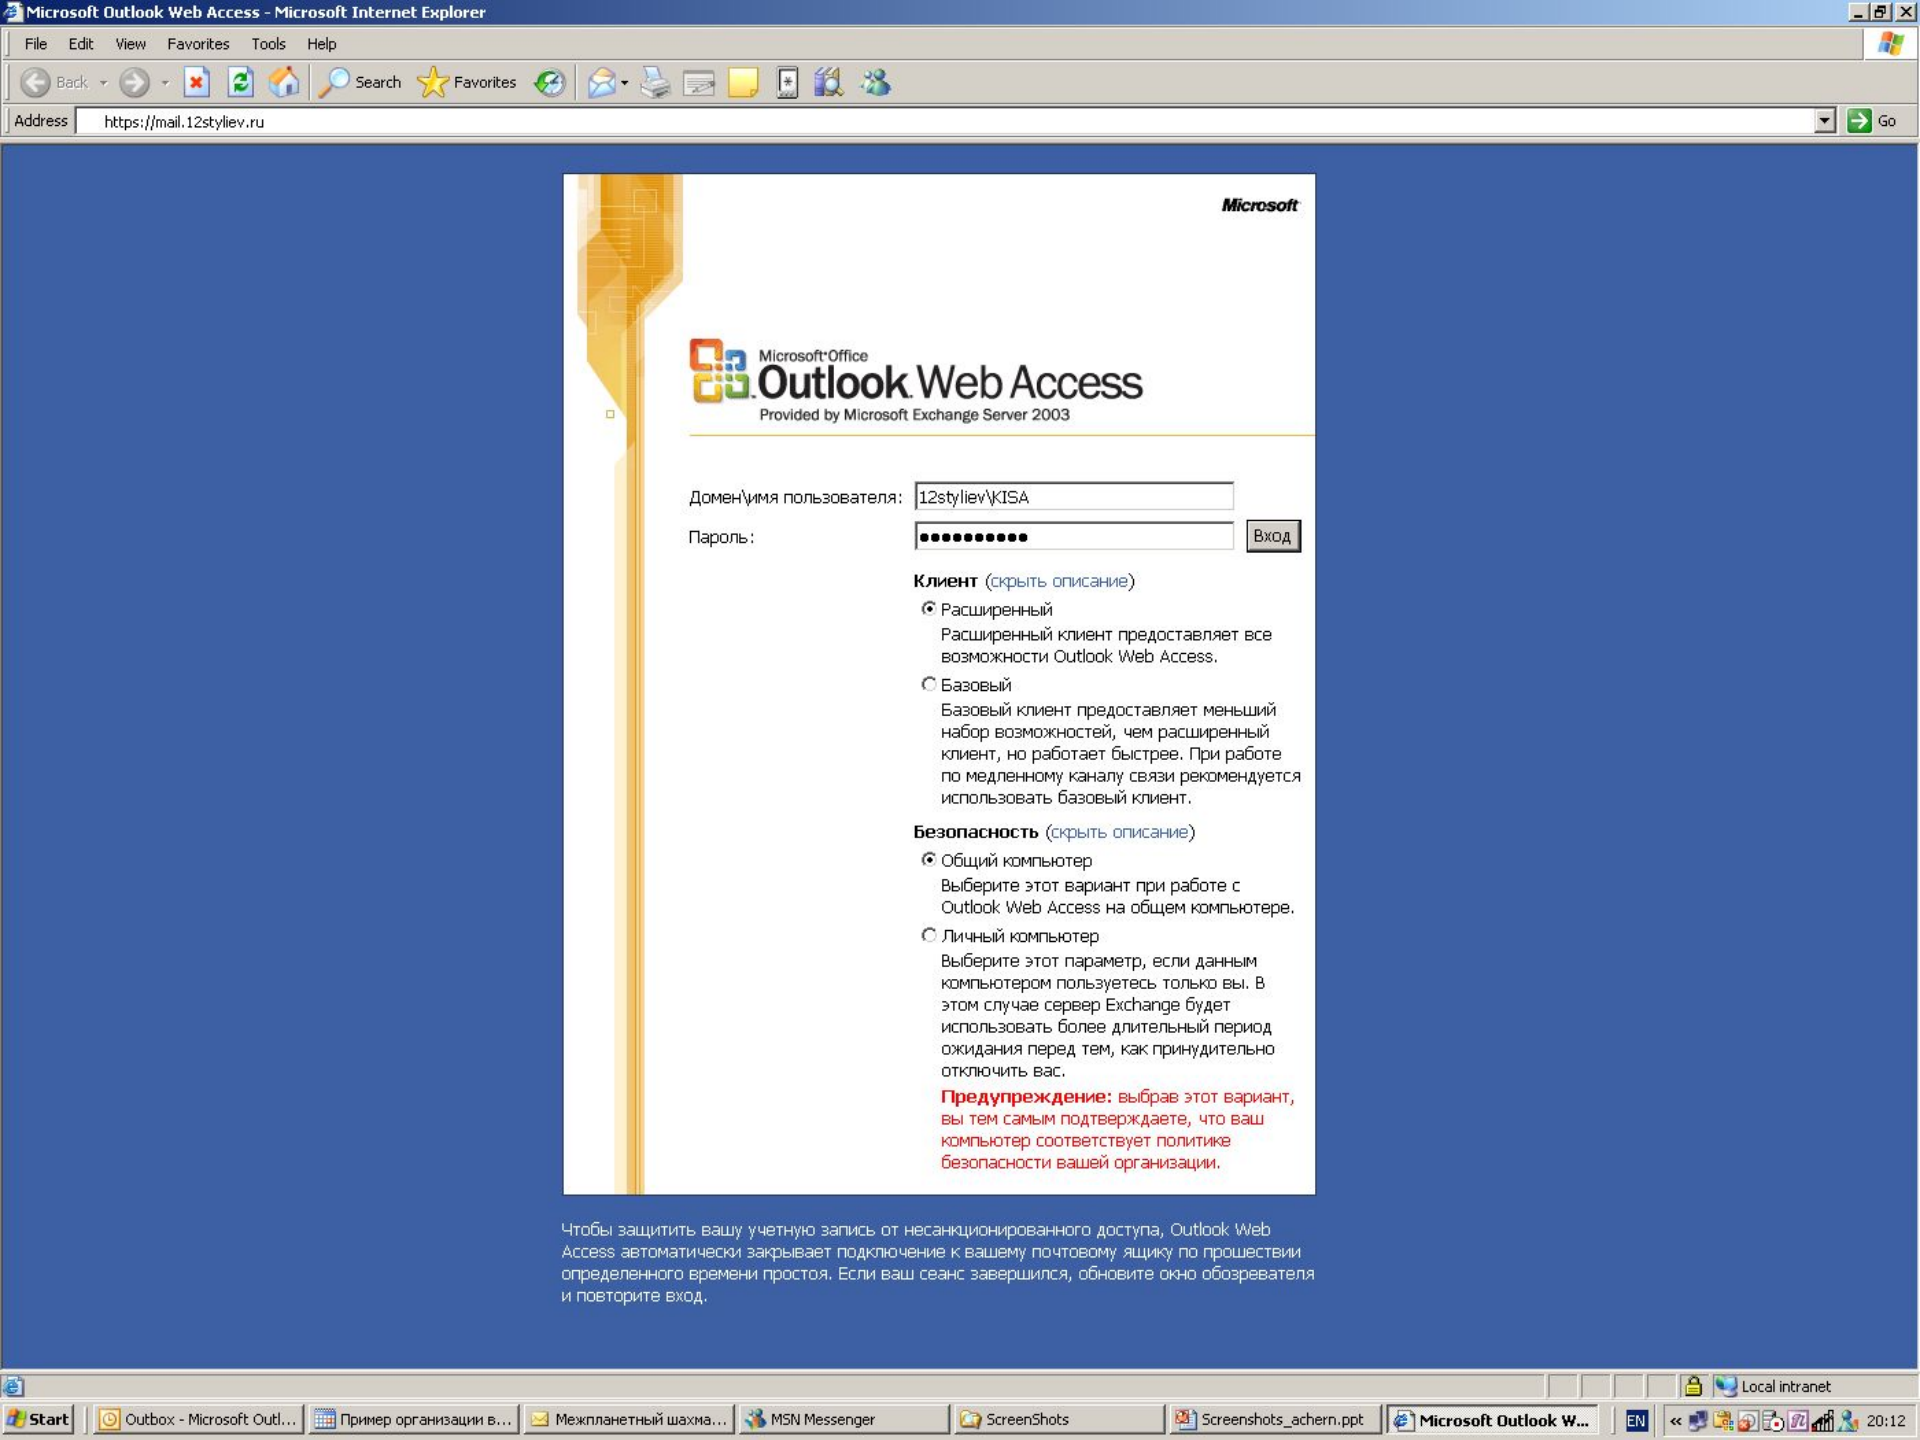 Microsoft Outlook Web Access - Microsoft Internet Explorer
File Edit View Favorites Tools Help
Back Search Favorites
Address https://mail.12styliev.ru Go
Microsoft
Microsoft Office
Outlook Web Access
Provided by Microsoft Exchange Server 2003
Домен\имя пользователя: 12styliev\KISA
Пароль: ●●●●●●●●●● Вход
Клиент (скрыть описание)
Расширенный
Расширенный клиент предоставляет все
возможности Outlook Web Access.
Базовый
Базовый клиент предоставляет меньший
набор возможностей, чем расширенный
клиент, но работает быстрее. При работе
по медленному каналу связи рекомендуется
использовать базовый клиент.
Безопасность (скрыть описание)
Общий компьютер
Выберите этот вариант при работе с
Outlook Web Access на общем компьютере.
Личный компьютер
Выберите этот параметр, если данным
компьютером пользуетесь только вы. В
этом случае сервер Exchange будет
использовать более длительный период
ожидания перед тем, как принудительно
отключить вас.
Предупреждение: выбрав этот вариант,
вы тем самым подтверждаете, что ваш
компьютер соответствует политике
безопасности вашей организации.
Чтобы защитить вашу учетную запись от несанкционированного доступа, Outlook Web
Access автоматически закрывает подключение к вашему почтовому ящику по прошествии
определенного времени простоя. Если ваш сеанс завершился, обновите окно обозревателя
и повторите вход.
Local intranet
Start Outbox - Microsoft Outl... Пример организации в... Межпланетный шахма... MSN Messenger ScreenShots Screenshots_achern.ppt Microsoft Outlook W... EN « 20:12